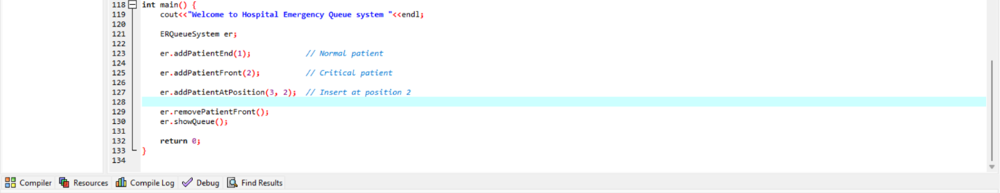 118 int main() {
119 cout<<"Welcome to Hospital Emergency Queue system "<<endl;
120
121 ERQueueSystem er;
122
123 er.addPatientEnd(1); // Normal patient
124
125 er.addPatientFront(2); // Critical patient
126
127 er.addPatientAtPosition(3, 2); // Insert at position 2
128
129 er.removePatientFront();
130 er.showQueue();
131
132 return 0;
133 }
134
Compiler Resources Compile Log Debug Find Results